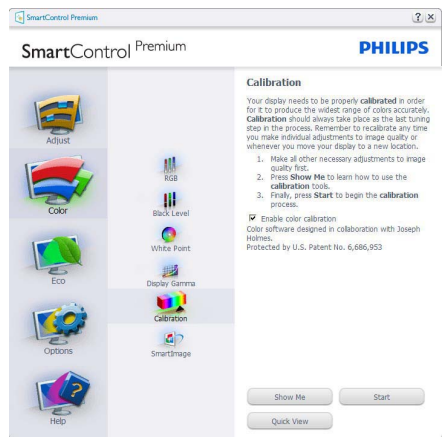 SmartControl Premium
? ×
SmartControl Premium
PHILIPS
Adjust
Color
Eco
Options
Help
RGB
Black Level
White Point
Display Gamma
Calibration
SmartImage
Calibration
Your display needs to be properly calibrated in order
for it to produce the widest range of colors accurately.
Calibration should always take place as the last tuning
step in the process. Remember to recalibrate any time
you make individual adjustments to image quality or
whenever you move your display to a new location.
1. Make all other necessary adjustments to image
quality first.
2. Press Show Me to learn how to use the
calibration tools.
3. Finally, press Start to begin the calibration
process.
Enable color calibration
Color software designed in collaboration with Joseph
Holmes.
Protected by U.S. Patent No. 6,686,953
Show Me
Start
Quick View